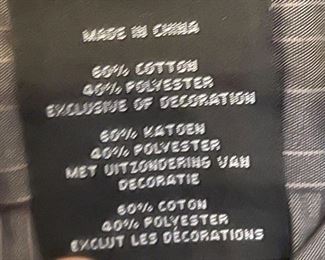 MADE IN CHINA
60% COTTON
40% POLYESTER
EXCLUSIVE OF DECORATION
60% KATOEN
40% POLYESTER
MET UITZONDERING VAN
DECORATIE
60% COTON
40% POLYESTER
EXCLUT LES DÉCORATIONS